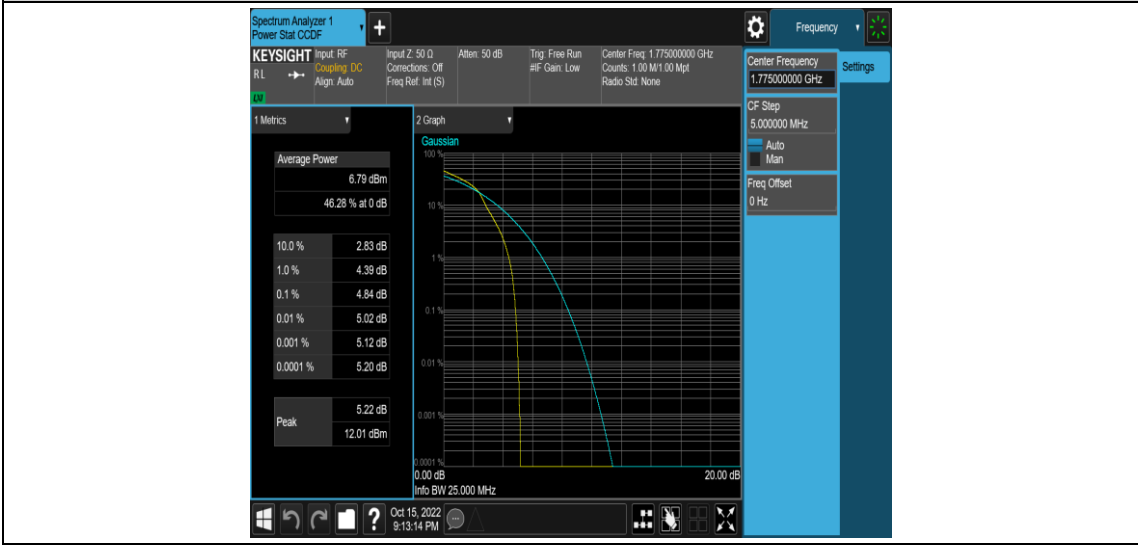 Spectrum Analyzer 1
Power Stat CCDF
+
Frequency
KEYSIGHT
RL
LXI
Input: RF
Coupling: DC
Align: Auto
Input Z: 50 Ω
Corrections: Off
Freq Ref: Int (S)
Atten: 50 dB
Trig: Free Run
#IF Gain: Low
Center Freq: 1.775000000 GHz
Counts: 1.00 M/1.00 Mpt
Radio Std: None
Center Frequency
1.775000000 GHz
Settings
CF Step
5.000000 MHz
Auto
Man
Freq Offset
0 Hz
1 Metrics
Average Power
6.79 dBm
46.28 % at 0 dB
10.0 % 2.83 dB
1.0 % 4.39 dB
0.1 % 4.84 dB
0.01 % 5.02 dB
0.001 % 5.12 dB
0.0001 % 5.20 dB
Peak
5.22 dB
12.01 dBm
2 Graph
Gaussian
100 %
10 %
1 %
0.1 %
0.01 %
0.001 %
0.0001 %
0.00 dB 20.00 dB
Info BW 25.000 MHz
?
Oct 15, 2022
9:13:14 PM